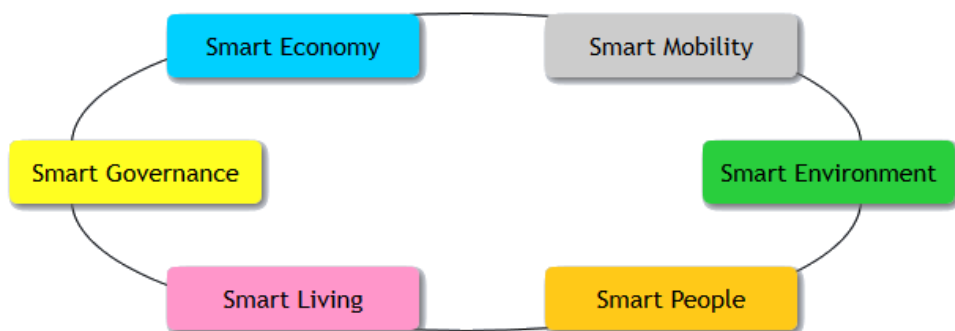 Smart Economy
Smart Mobility
Smart Governance
Smart Environment
Smart Living
Smart People